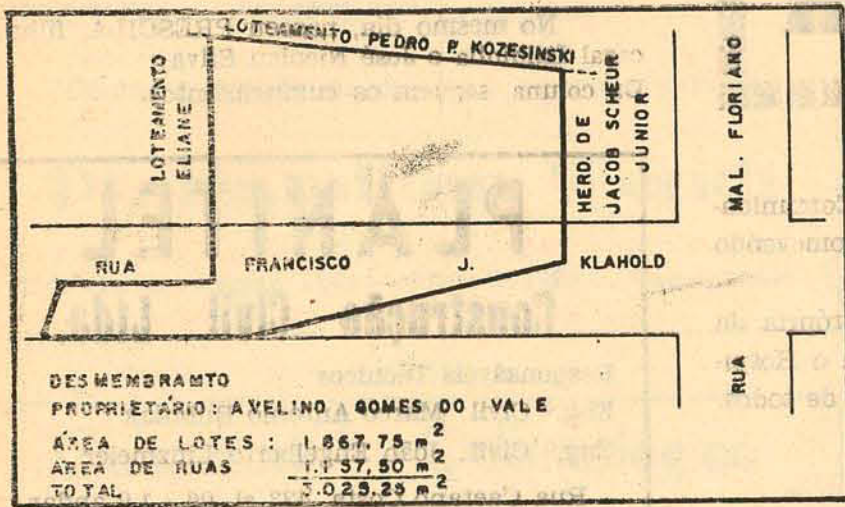 LOTEAMENTO PEDRO P. KOZESINSKI
LOTEAMENTO
ELIANE
HERD. DE
JACOB SCHEUR
JUNIOR
MAL. FLORIANO
RUA FRANCISCO J. KLAHOLD
RUA
DESMEMBRAMTO
PROPRIETÁRIO: AVELINO GOMES DO VALE
ÁREA DE LOTES: 1.867,75 m²
ÁREA DE RUAS 1.157,50 m²
TOTAL 3.025,25 m²